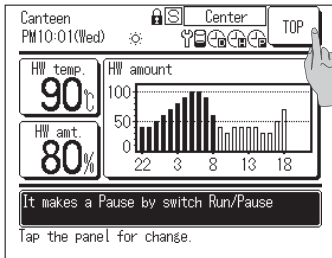 Canteen
S Center
TOP
PM10:01(Wed)
HW temp.
90℃
HW amount
100
50
0
22 3 8 13 18
HW amt.
80%
It makes a Pause by switch Run/Pause
Tap the panel for change.